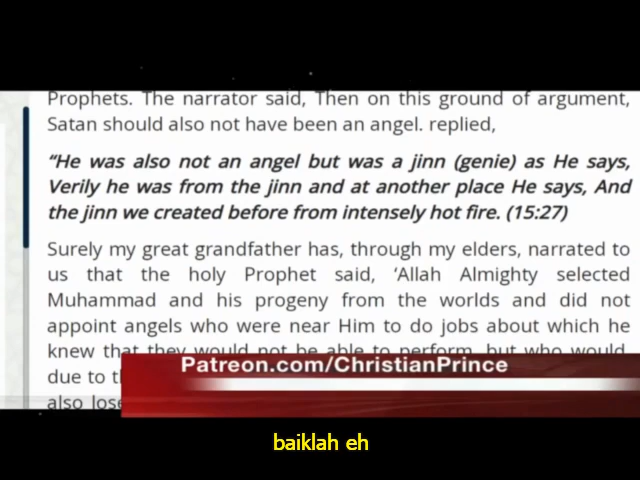 Prophets. The narrator said, Then on this ground of argument,
Satan should also not have been an angel. replied,
“He was also not an angel but was a jinn (genie) as He says,
Verily he was from the jinn and at another place He says, And
the jinn we created before from intensely hot fire. (15:27)
Surely my great grandfather has, through my elders, narrated to
us that the holy Prophet said, ‘Allah Almighty selected
Muhammad and his progeny from the worlds and did not
appoint angels who were near Him to do jobs about which he
knew that they would not be able to perform, but who would,
due to
also lose
Patreon.com/ChristianPrince
baiklah eh